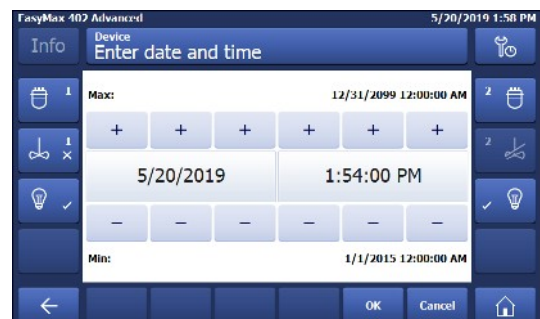 EasyMax 402 Advanced 5/20/2019 1:58 PM
Info
Device
Enter date and time
1
Max: 12/31/2099 12:00:00 AM
2
+ + + + + +
1
2
5/20/2019 1:54:00 PM
− − − − − −
Min: 1/1/2015 12:00:00 AM
OK Cancel